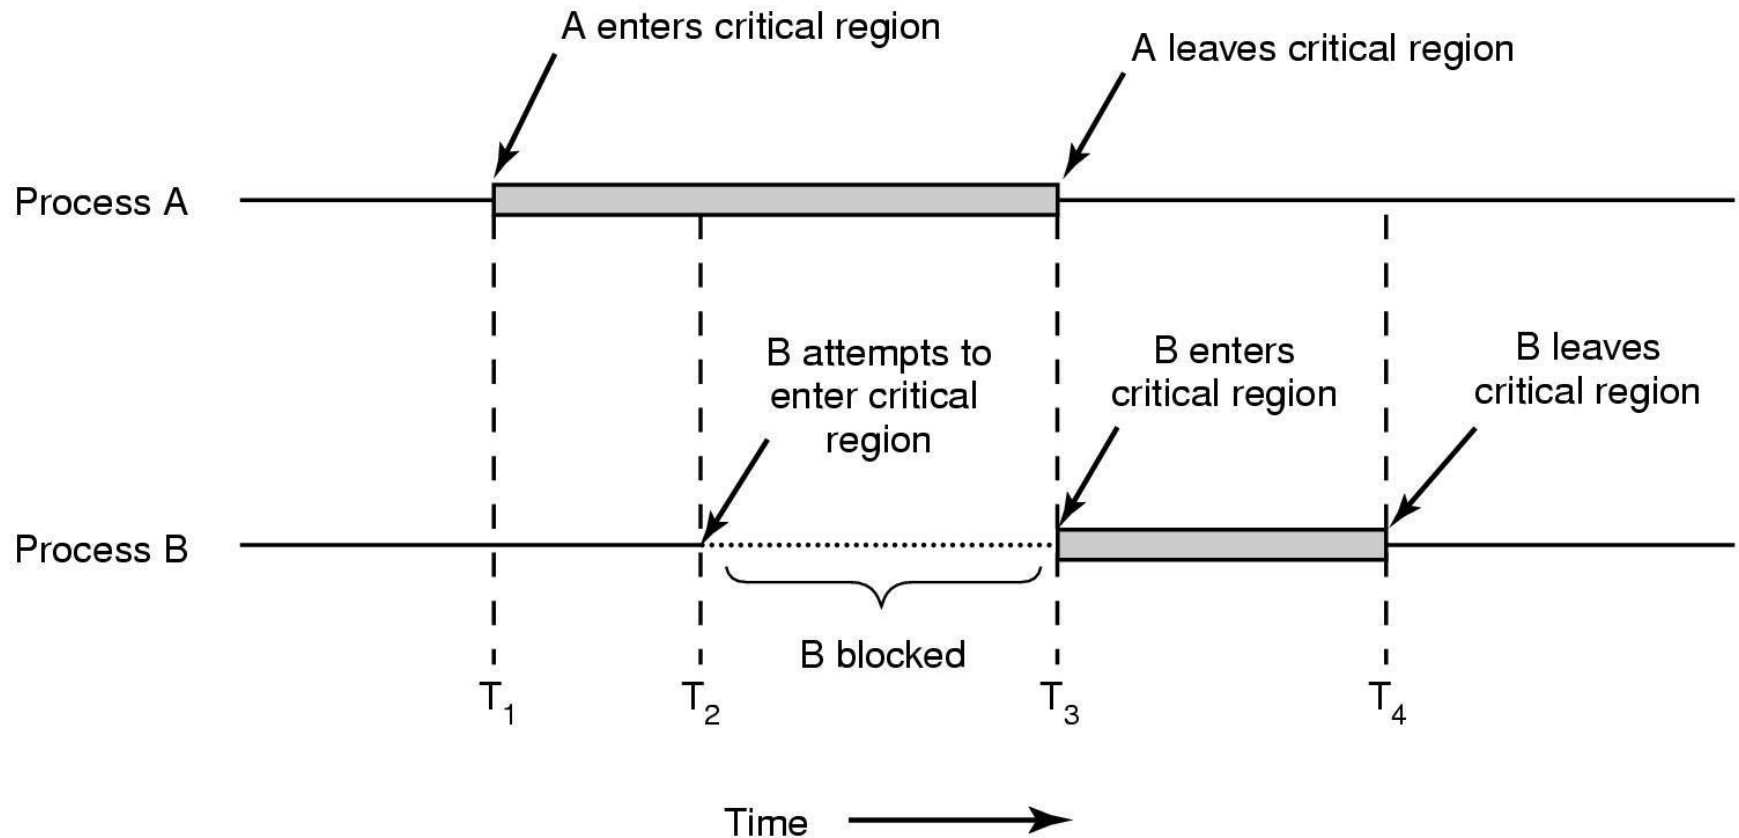 A enters critical region
A leaves critical region
Process A
B attempts to
enter critical
region
B enters
critical region
B leaves
critical region
Process B
B blocked
T1
T2
T3
T4
Time